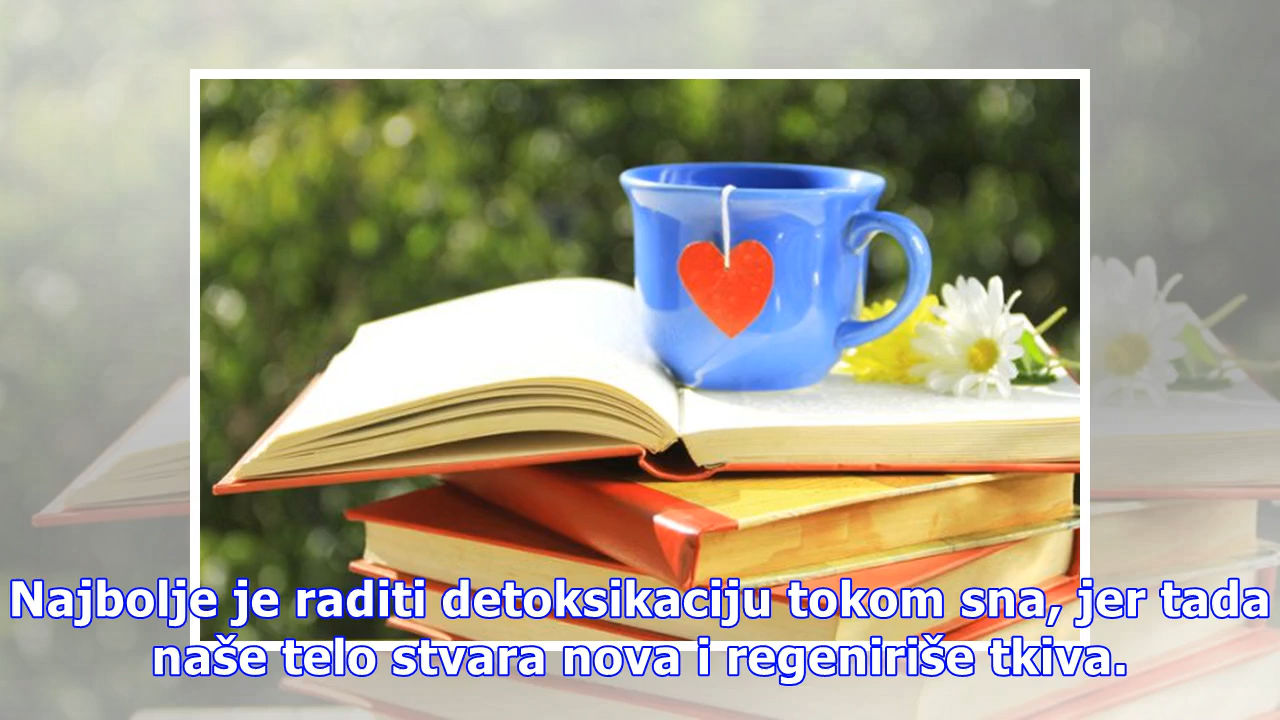 Najbolje je raditi detoksikaciju tokom sna, jer tada
naše telo stvara nova i regeniriše tkiva.